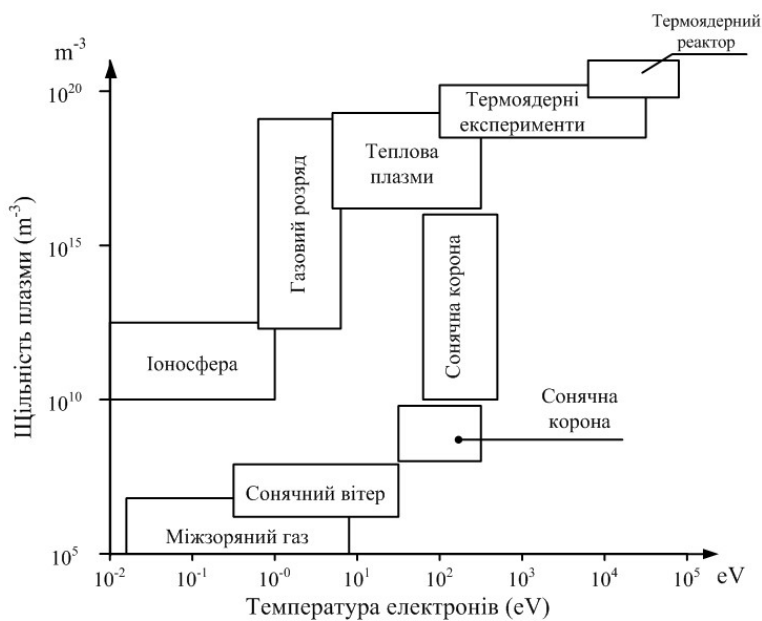 Термоядерний
реактор
m⁻³
10²⁰
Термоядерні
експерименти
Теплова
плазми
Газовий розряд
10¹⁵
Сонячна корона
Щільність плазми (m⁻³)
Іоносфера
10¹⁰
Сонячна
корона
Сонячний вітер
Міжзоряний газ
10⁵
10⁻² 10⁻¹ 10⁻⁰ 10¹ 10² 10³ 10⁴ 10⁵ eV
Температура електронів (eV)